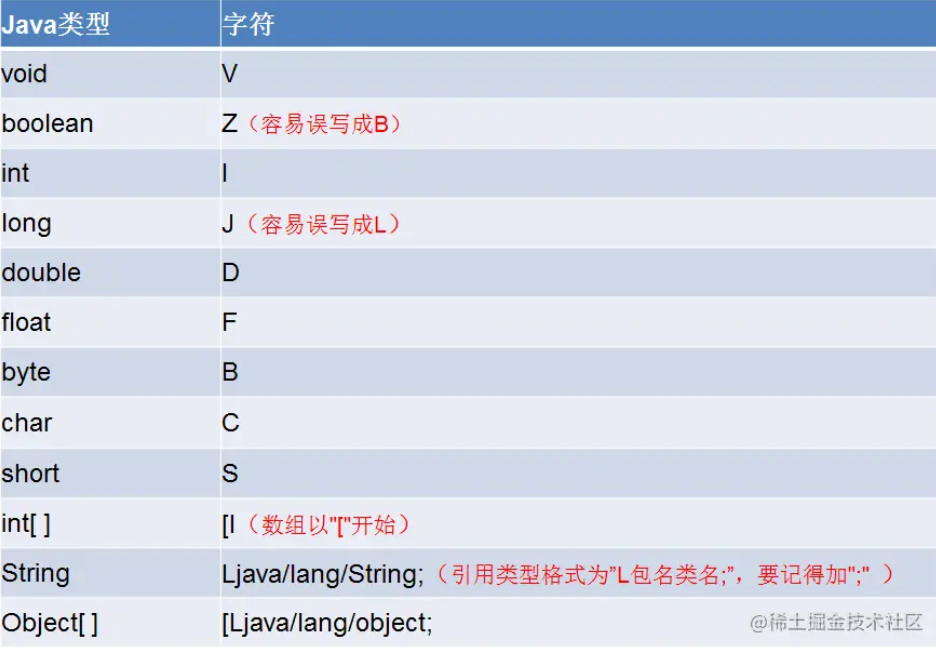 Java类型 字符
void V
boolean Z（容易误写成B）
int I
long J（容易误写成L）
double D
float F
byte B
char C
short S
int[ ] [I（数组以"["开始）
String Ljava/lang/String;（引用类型格式为”L包名类名;”，要记得加";" ）
Object[ ] [Ljava/lang/object;
@稀土掘金技术社区